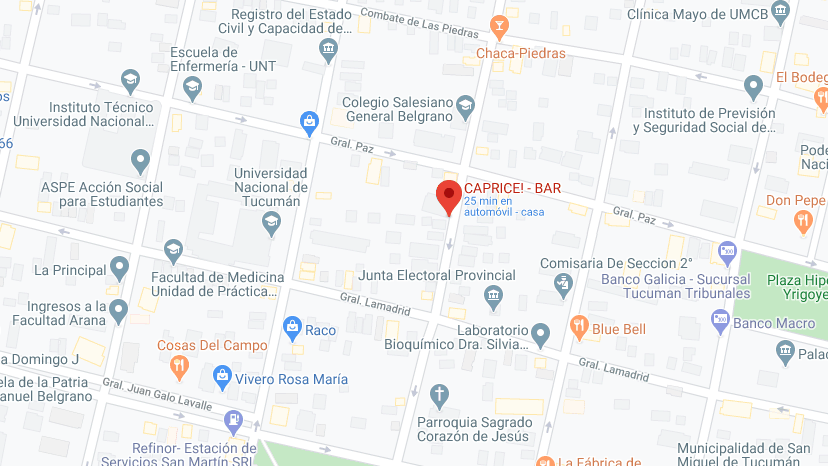 Registro del Estado
Civil y Capacidad de...
Combate de Las Piedras
Clínica Mayo de UMCB
Chaca-Piedras
Escuela de
Enfermería - UNT
El Bodeg
Instituto Técnico
Universidad Nacional...
os
66
Colegio Salesiano
General Belgrano
Instituto de Previsión
y Seguridad Social de...
Gral. Paz
Pode
Naci
ASPE Acción Social
para Estudiantes
Universidad
Nacional de
Tucumán
CAPRICE! - BAR
25 min en
automóvil - casa
Don Pepe
Gral. Paz
La Principal
Facultad de Medicina
Unidad de Práctica...
Junta Electoral Provincial
Comisaria De Seccion 2°
Banco Galicia - Sucursal
Tucuman Tribunales
Plaza Hipó
Yrigoye
Ingresos a la
Facultad Arana
Gral. Lamadrid
Raco
Laboratorio
Bioquímico Dra. Silvia...
Blue Bell
Banco Macro
Cosas Del Campo
a Domingo J
Palac
Gral. Lamadrid
ela de la Patria
anuel Belgrano
Vivero Rosa María
Gral. Juan Galo Lavalle
Parroquia Sagrado
Corazón de Jesús
Refinor- Estación de
Servicios San Martín SRL
La Fábrica de
Municipalidad de San
Miguel de Tucumán